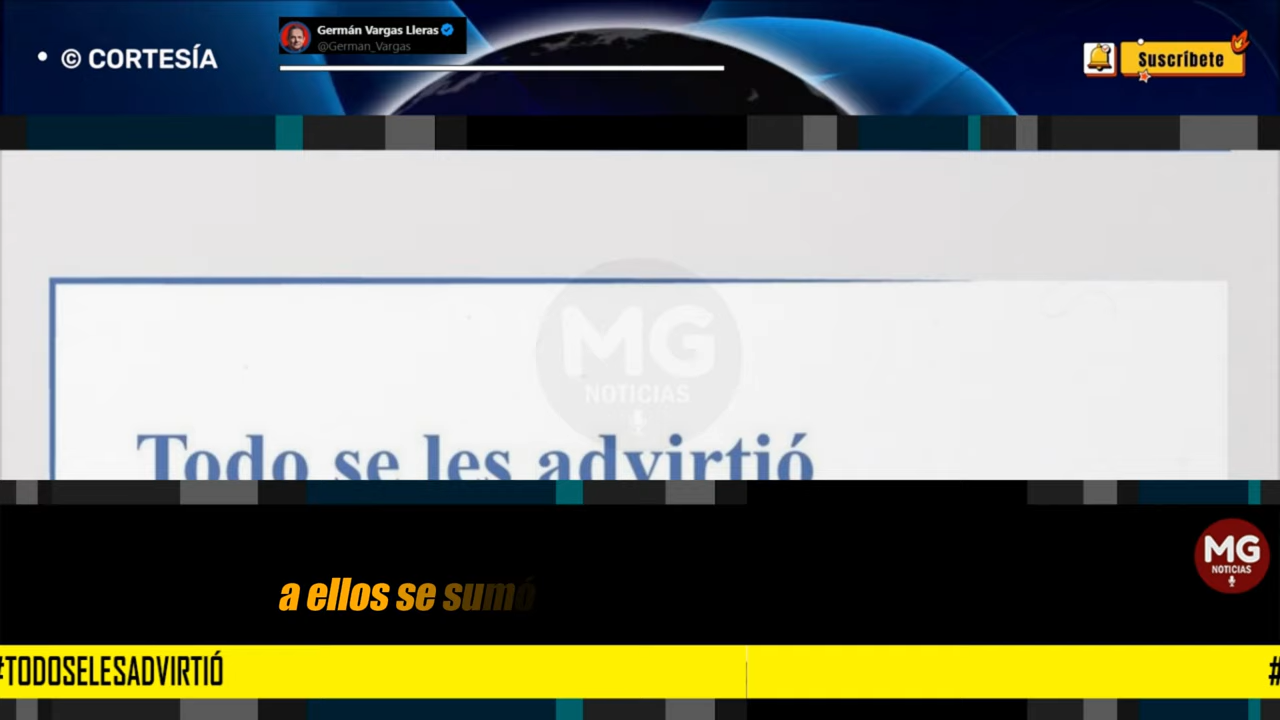 © CORTESÍA
Germán Vargas Lleras
@German_Vargas
Suscríbete
MG
NOTICIAS
Todo se les advirtió
a ellos se sumó
MG
NOTICIAS
#TODOSELESADVIRTIÓ
#